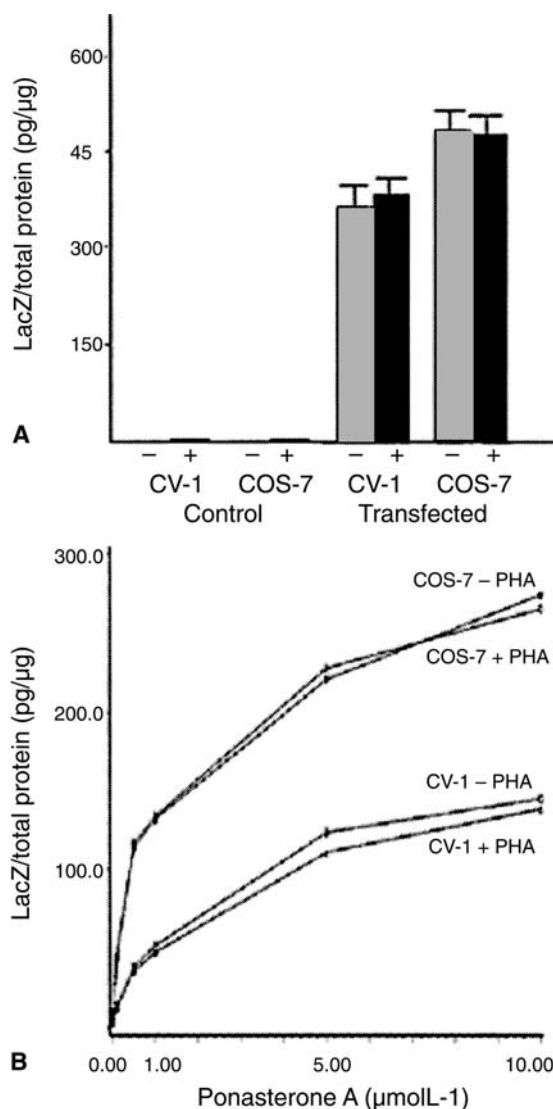 LacZ/total protein (pg/µg)
600
45
300
150
A
− + − + − + − +
CV-1 COS-7 CV-1 COS-7
Control Transfected
LacZ/total protein (pg/µg)
300.0
200.0
100.0
COS-7 – PHA
COS-7 + PHA
CV-1 – PHA
CV-1 + PHA
B
0.00 1.00 5.00 10.00
Ponasterone A (µmolL-1)